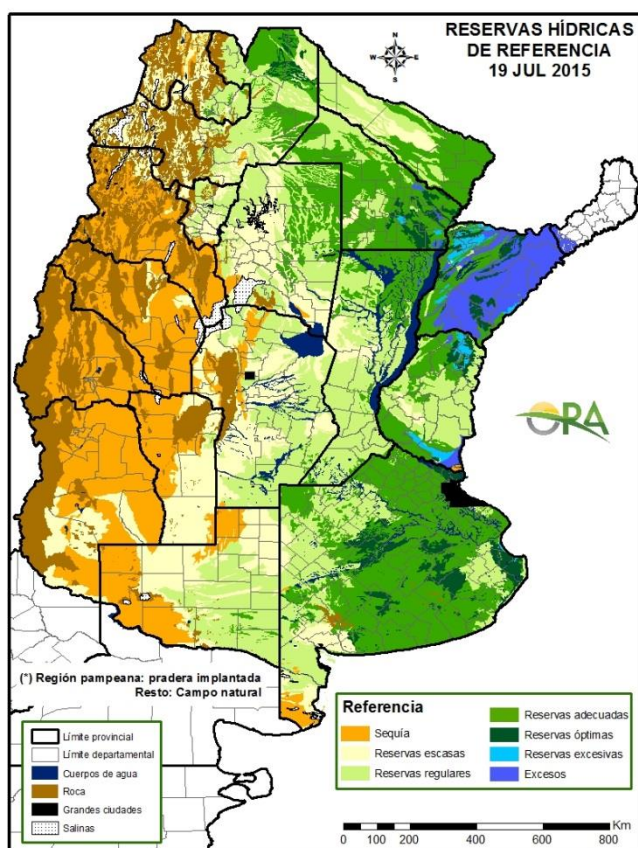 RESERVAS HÍDRICAS
DE REFERENCIA
19 JUL 2015
N
W E
S
ORA
(*) Región pampeana: pradera implantada
Resto: Campo natural
Límite provincial
Límite departamental
Cuerpos de agua
Roca
Grandes ciudades
Salinas
Referencia
Sequía
Reservas escasas
Reservas regulares
Reservas adecuadas
Reservas óptimas
Reservas excesivas
Excesos
Km
0 100 200 400 600 800